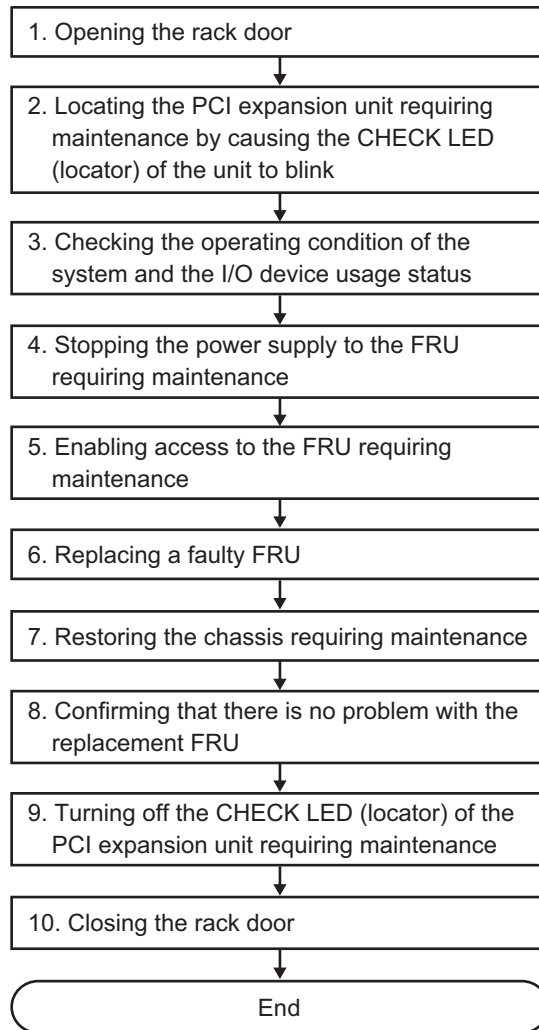 1. Opening the rack door
2. Locating the PCI expansion unit requiring
maintenance by causing the CHECK LED
(locator) of the unit to blink
3. Checking the operating condition of the
system and the I/O device usage status
4. Stopping the power supply to the FRU
requiring maintenance
5. Enabling access to the FRU requiring
maintenance
6. Replacing a faulty FRU
7. Restoring the chassis requiring maintenance
8. Confirming that there is no problem with the
replacement FRU
9. Turning off the CHECK LED (locator) of the
PCI expansion unit requiring maintenance
10. Closing the rack door
End